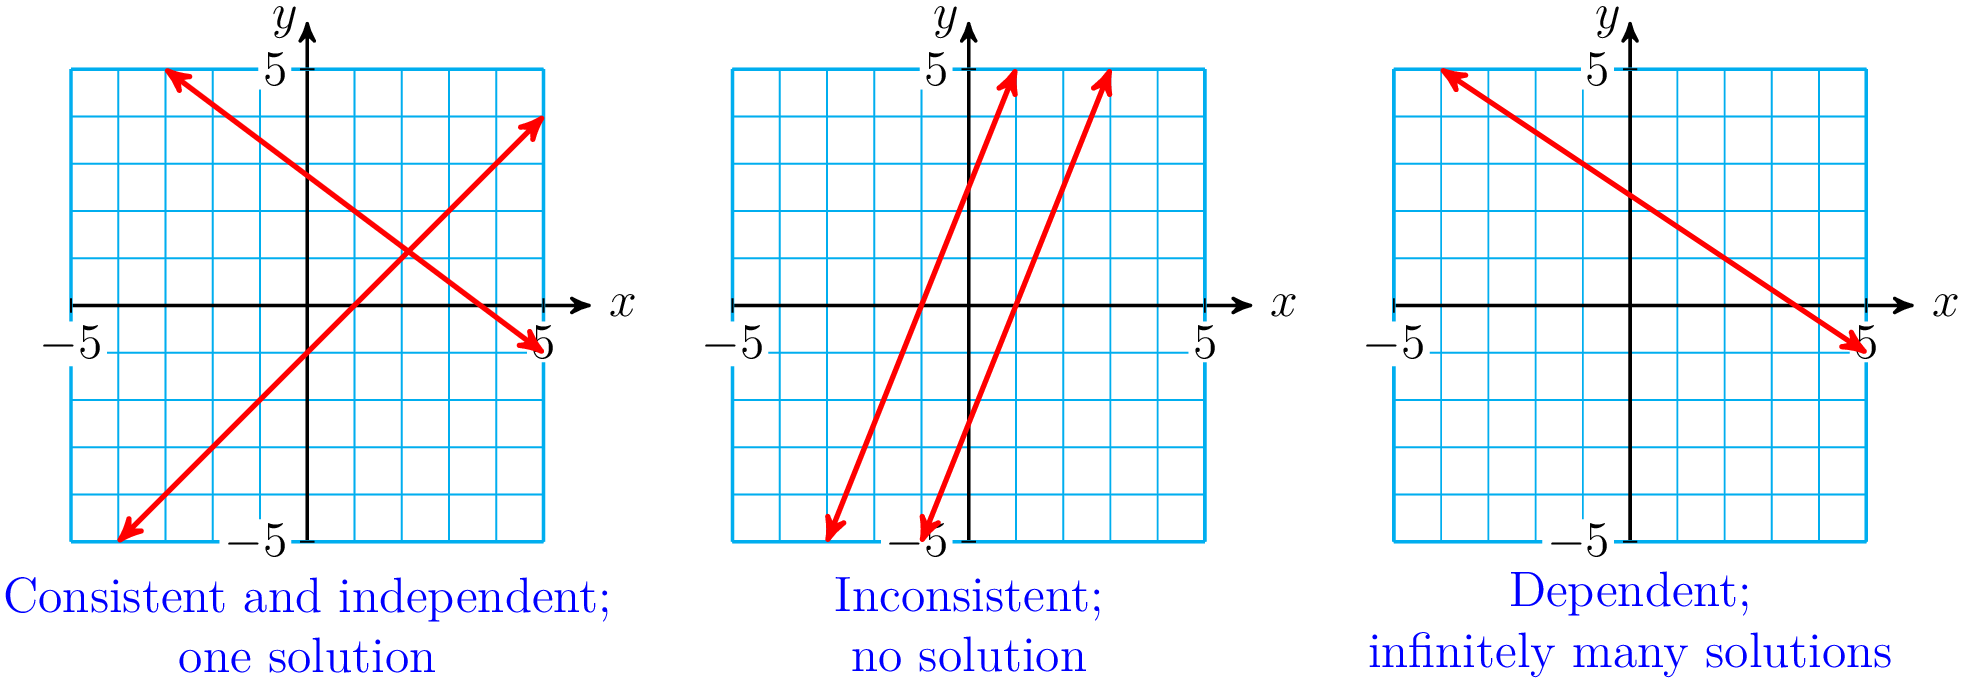 y
5
x
−5
5
−5
Consistent and independent;
one solution
y
5
x
−5
5
−5
Inconsistent;
no solution
y
5
x
−5
5
−5
Dependent;
infinitely many solutions